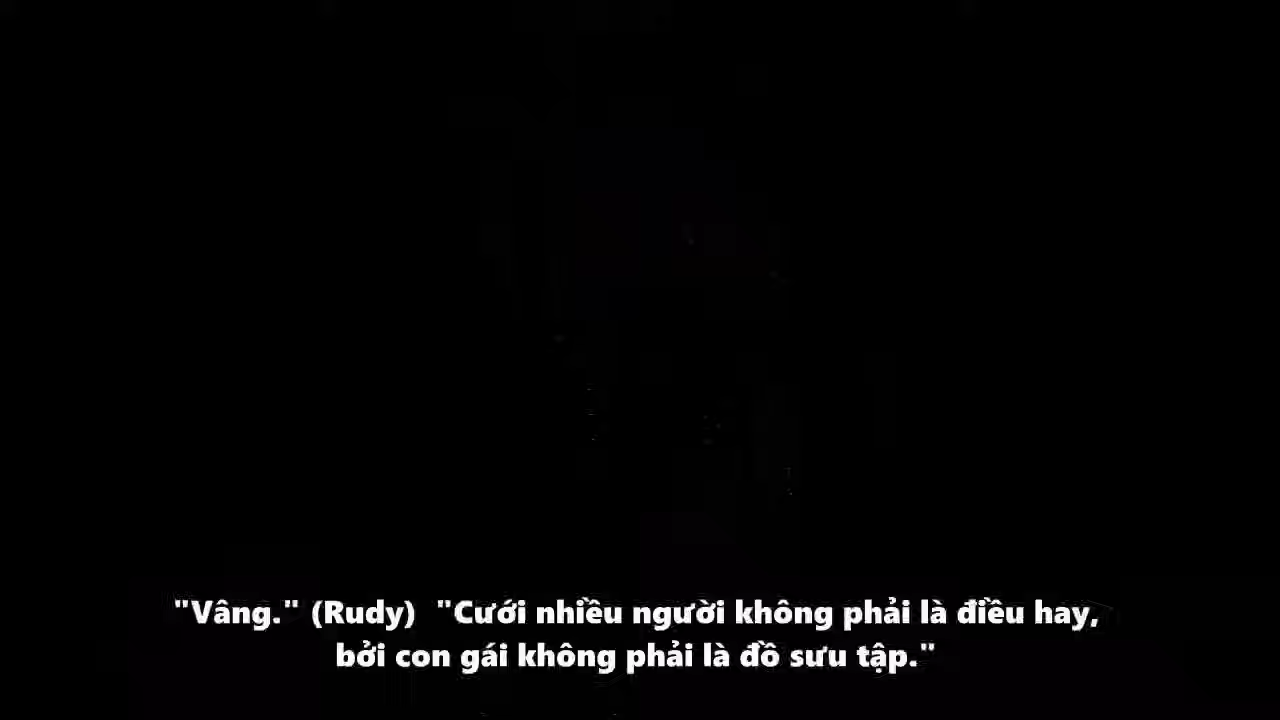 "Vâng." (Rudy)  "Cưới nhiều người không phải là điều hay,
bởi con gái không phải là đồ sưu tập."